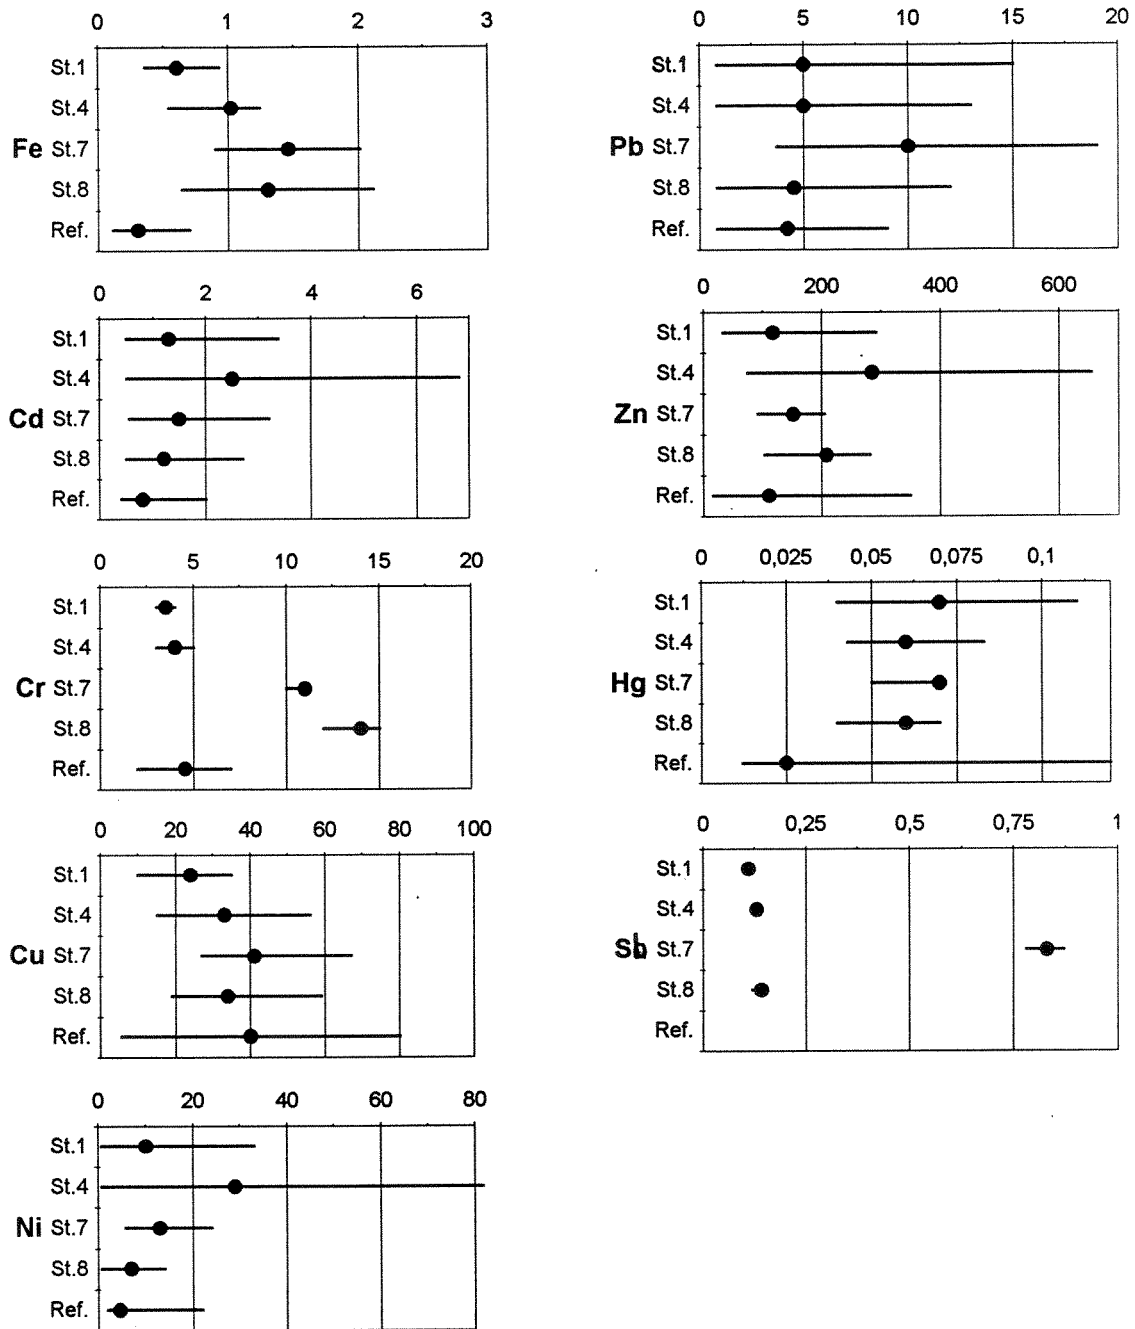 0 1 2 3
St.1
St.4
Fe St.7
St.8
Ref.
0 5 10 15 20
St.1
St.4
Pb St.7
St.8
Ref.
0 2 4 6
St.1
St.4
Cd St.7
St.8
Ref.
0 200 400 600
St.1
St.4
Zn St.7
St.8
Ref.
0 5 10 15 20
St.1
St.4
Cr St.7
St.8
Ref.
0 0,025 0,05 0,075 0,1
St.1
St.4
Hg St.7
St.8
Ref.
0 20 40 60 80 100
St.1
St.4
Cu St.7
St.8
Ref.
0 0,25 0,5 0,75 1
St.1
St.4
Sb St.7
St.8
Ref.
0 20 40 60 80
St.1
St.4
Ni St.7
St.8
Ref.